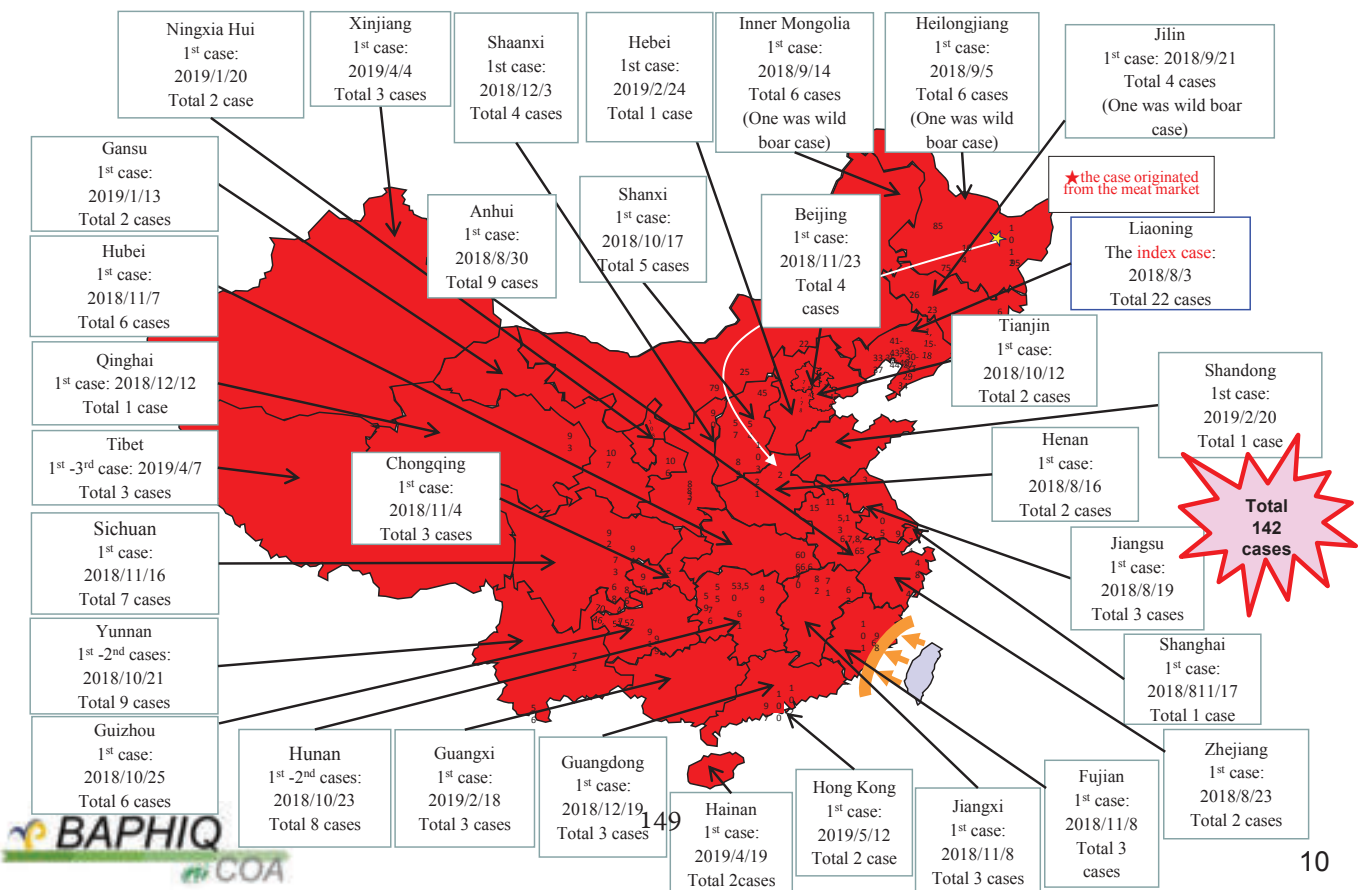 Ningxia Hui
1st case:
2019/1/20
Total 2 case
Xinjiang
1st case:
2019/4/4
Total 3 cases
Shaanxi
1st case:
2018/12/3
Total 4 cases
Hebei
1st case:
2019/2/24
Total 1 case
Inner Mongolia
1st case:
2018/9/14
Total 6 cases
(One was wild
boar case)
Heilongjiang
1st case:
2018/9/5
Total 6 cases
(One was wild
boar case)
Jilin
1st case: 2018/9/21
Total 4 cases
(One was wild boar
case)
★the case originated
from the meat market
Gansu
1st case:
2019/1/13
Total 2 cases
Anhui
1st case:
2018/8/30
Total 9 cases
Shanxi
1st case:
2018/10/17
Total 5 cases
Beijing
1st case:
2018/11/23
Total 4
cases
Liaoning
The index case:
2018/8/3
Total 22 cases
Hubei
1st case:
2018/11/7
Total 6 cases
Tianjin
1st case:
2018/10/12
Total 2 cases
Qinghai
1st case: 2018/12/12
Total 1 case
Shandong
1st case:
2019/2/20
Total 1 case
Tibet
1st -3rd case: 2019/4/7
Total 3 cases
Chongqing
1st case:
2018/11/4
Total 3 cases
Henan
1st case:
2018/8/16
Total 2 cases
Total
142
cases
Sichuan
1st case:
2018/11/16
Total 7 cases
Jiangsu
1st case:
2018/8/19
Total 3 cases
Yunnan
1st -2nd cases:
2018/10/21
Total 9 cases
Shanghai
1st case:
2018/811/17
Total 1 case
Guizhou
1st case:
2018/10/25
Total 6 cases
Hunan
1st -2nd cases:
2018/10/23
Total 8 cases
Guangxi
1st case:
2019/2/18
Total 3 cases
Guangdong
1st case:
2018/12/19
Total 3 cases
Hainan
1st case:
2019/4/19
Total 2cases
Hong Kong
1st case:
2019/5/12
Total 2 case
Jiangxi
1st case:
2018/11/8
Total 3 cases
Fujian
1st case:
2018/11/8
Total 3
cases
Zhejiang
1st case:
2018/8/23
Total 2 cases
85
75
26
23
22
25
79
45
15
11
BAPHIQ
COA
149
10